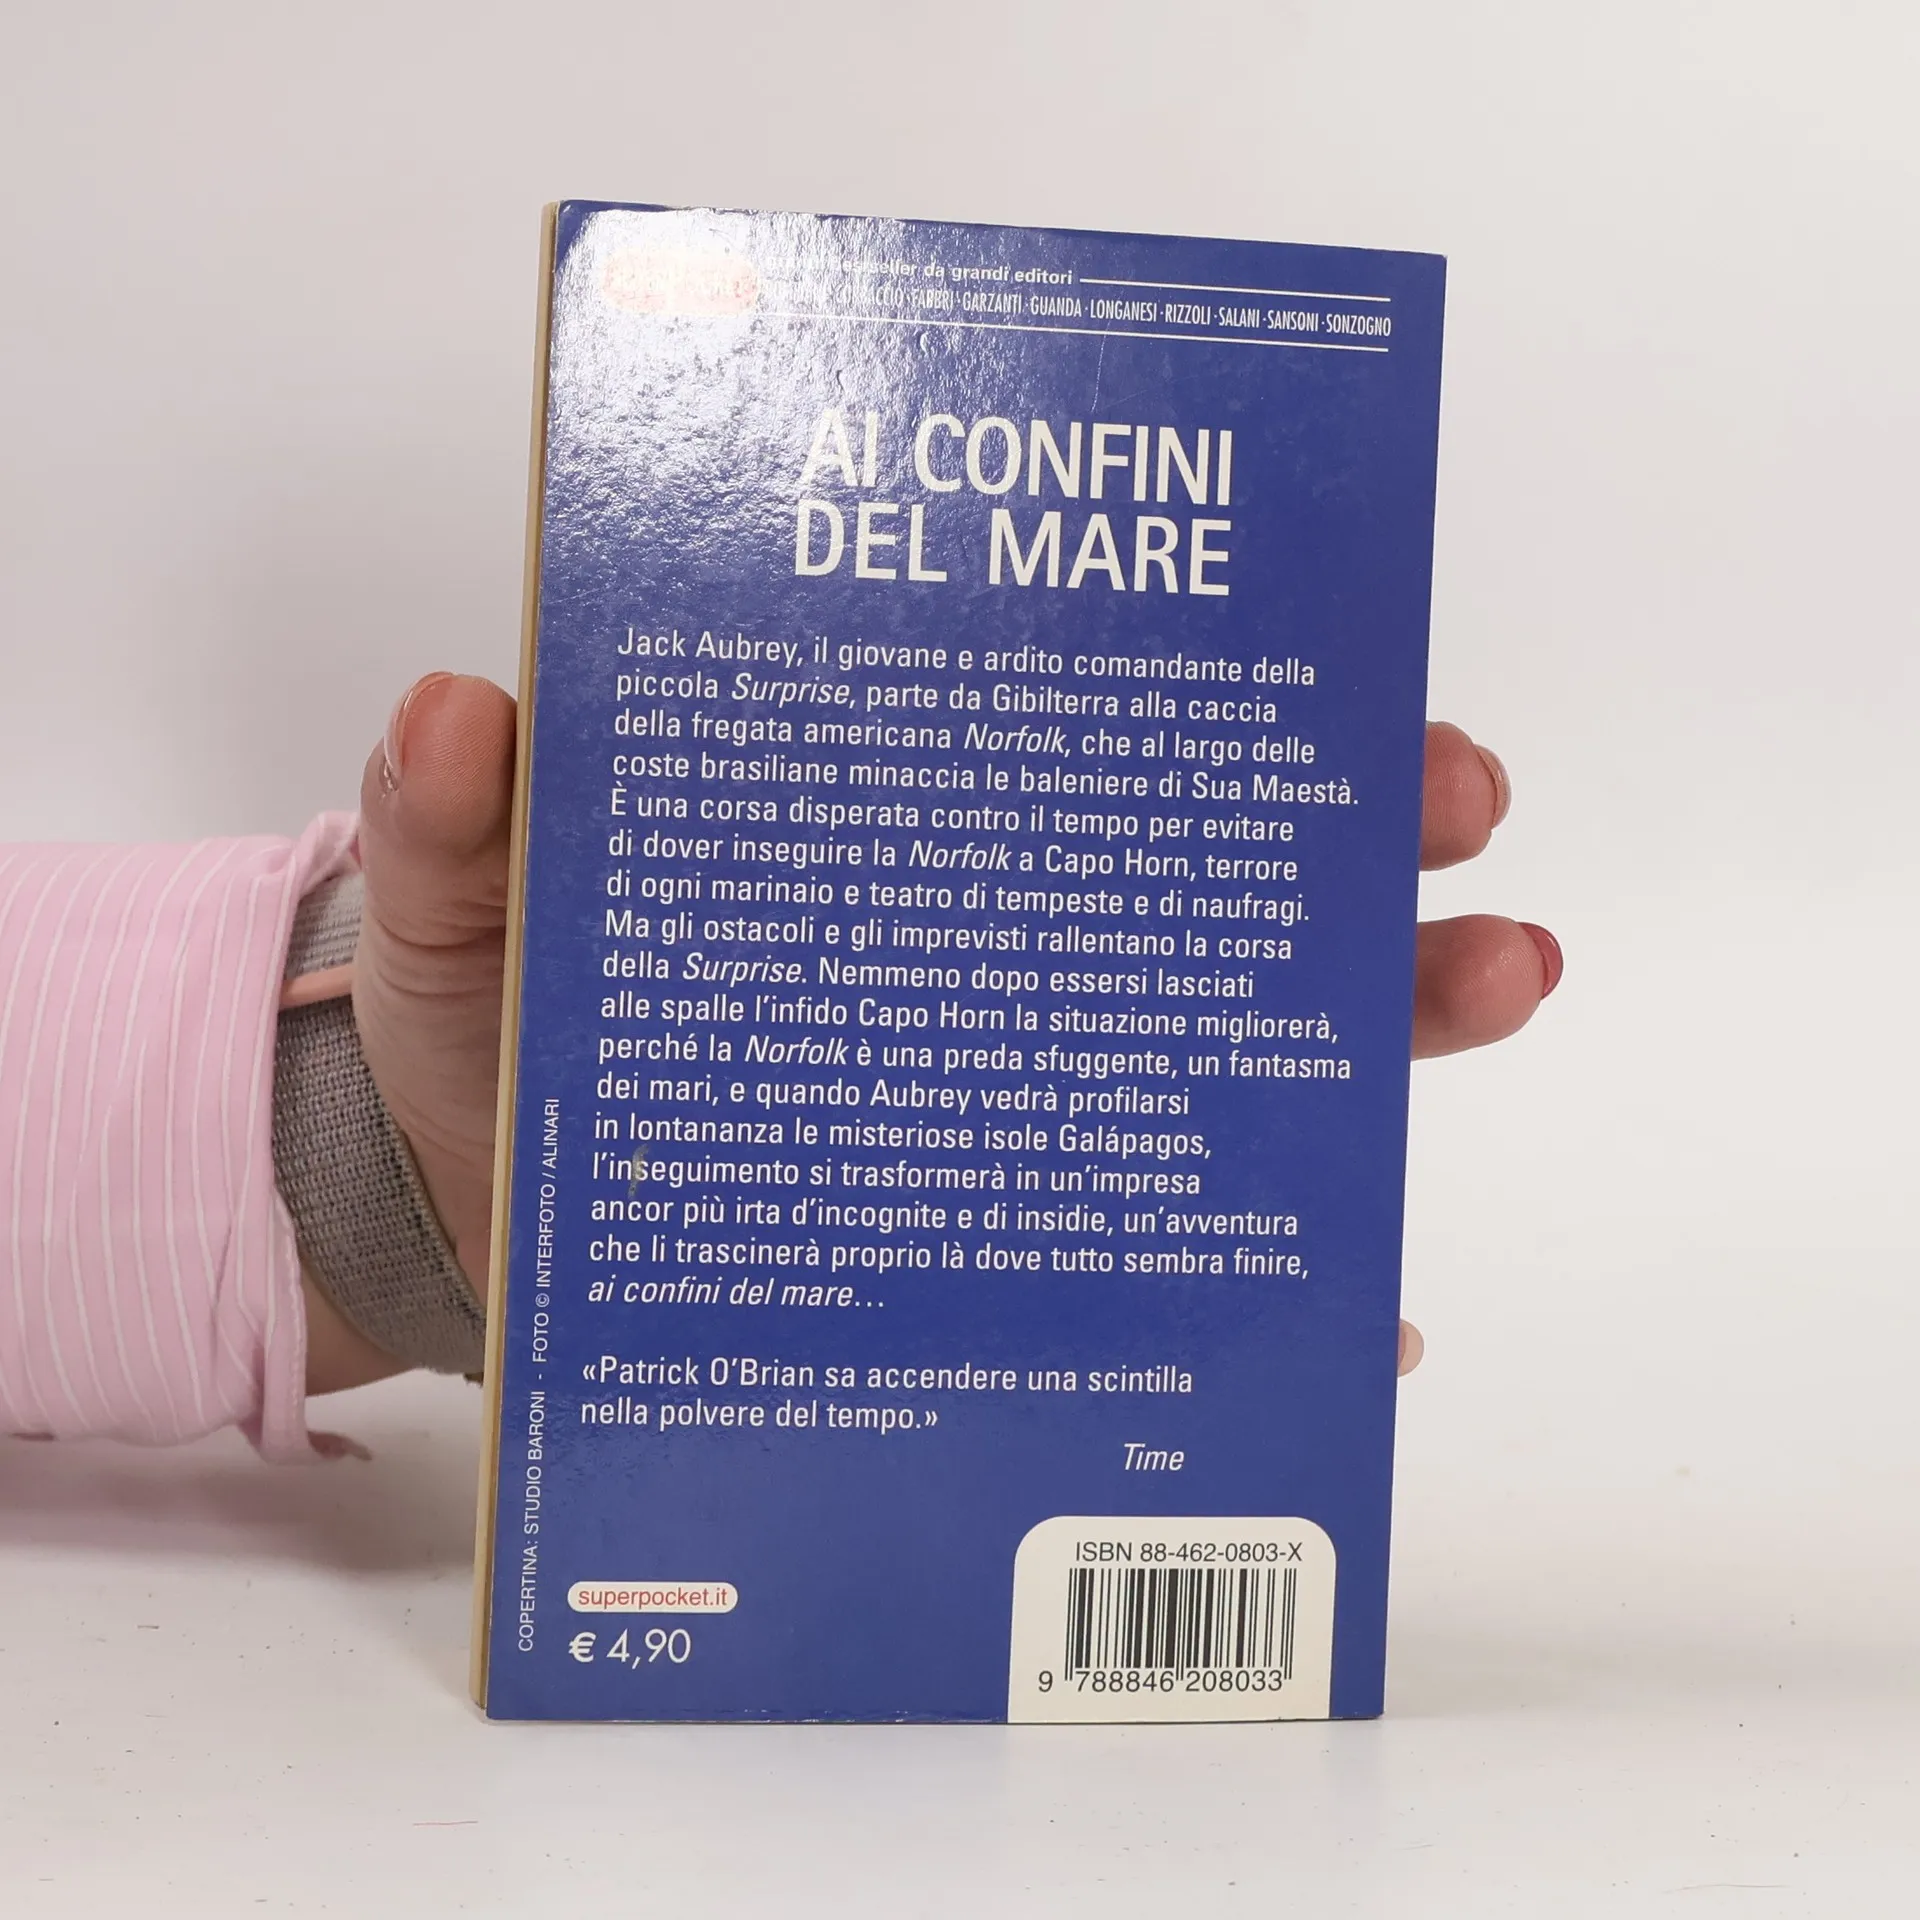 da grandi editori
FABBRI · GARZANTI · GUANDA · LONGANESI · RIZZOLI · SALANI · SANSONI · SONZOGNO
AI CONFINI
DEL MARE
Jack Aubrey, il giovane e ardito comandante della
piccola Surprise, parte da Gibilterra alla caccia
della fregata americana Norfolk, che al largo delle
coste brasiliane minaccia le baleniere di Sua Maestà.
È una corsa disperata contro il tempo per evitare
di dover inseguire la Norfolk a Capo Horn, terrore
di ogni marinaio e teatro di tempeste e di naufragi.
Ma gli ostacoli e gli imprevisti rallentano la corsa
della Surprise. Nemmeno dopo essersi lasciati
alle spalle l'infido Capo Horn la situazione migliorerà,
perché la Norfolk è una preda sfuggente, un fantasma
dei mari, e quando Aubrey vedrà profilarsi
in lontananza le misteriose isole Galápagos,
l'inseguimento si trasformerà in un'impresa
ancor più irta d'incognite e di insidie, un'avventura
che li trascinerà proprio là dove tutto sembra finire,
ai confini del mare...
«Patrick O'Brian sa accendere una scintilla
nella polvere del tempo.»
Time
COPERTINA: STUDIO BARONI - FOTO © INTERFOTO / ALINARI
superpocket.it
€ 4,90
ISBN 88-462-0803-X
9 788846 208033